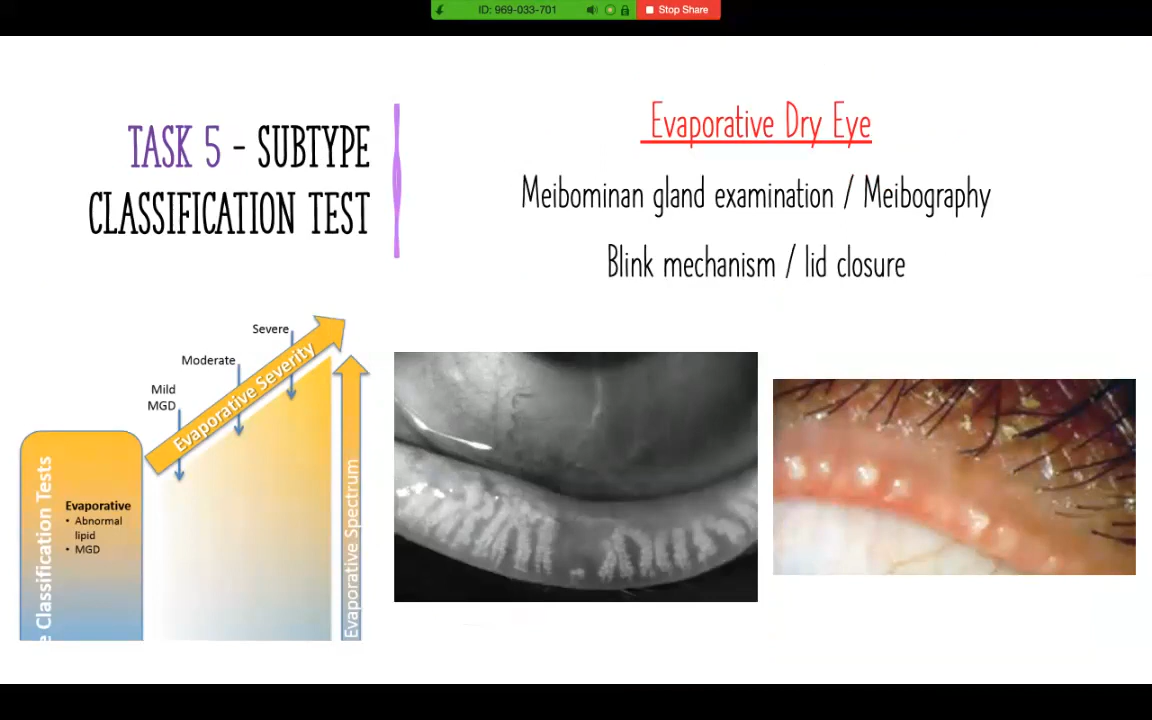 ID: 969-033-701
Stop Share
TASK 5 - SUBTYPE
CLASSIFICATION TEST
Evaporative Dry Eye
Meibominan gland examination / Meibography
Blink mechanism / lid closure
Severe
Moderate
Mild
MGD
Evaporative Severity
Evaporative Spectrum
Classification Tests
Evaporative
• Abnormal
lipid
• MGD